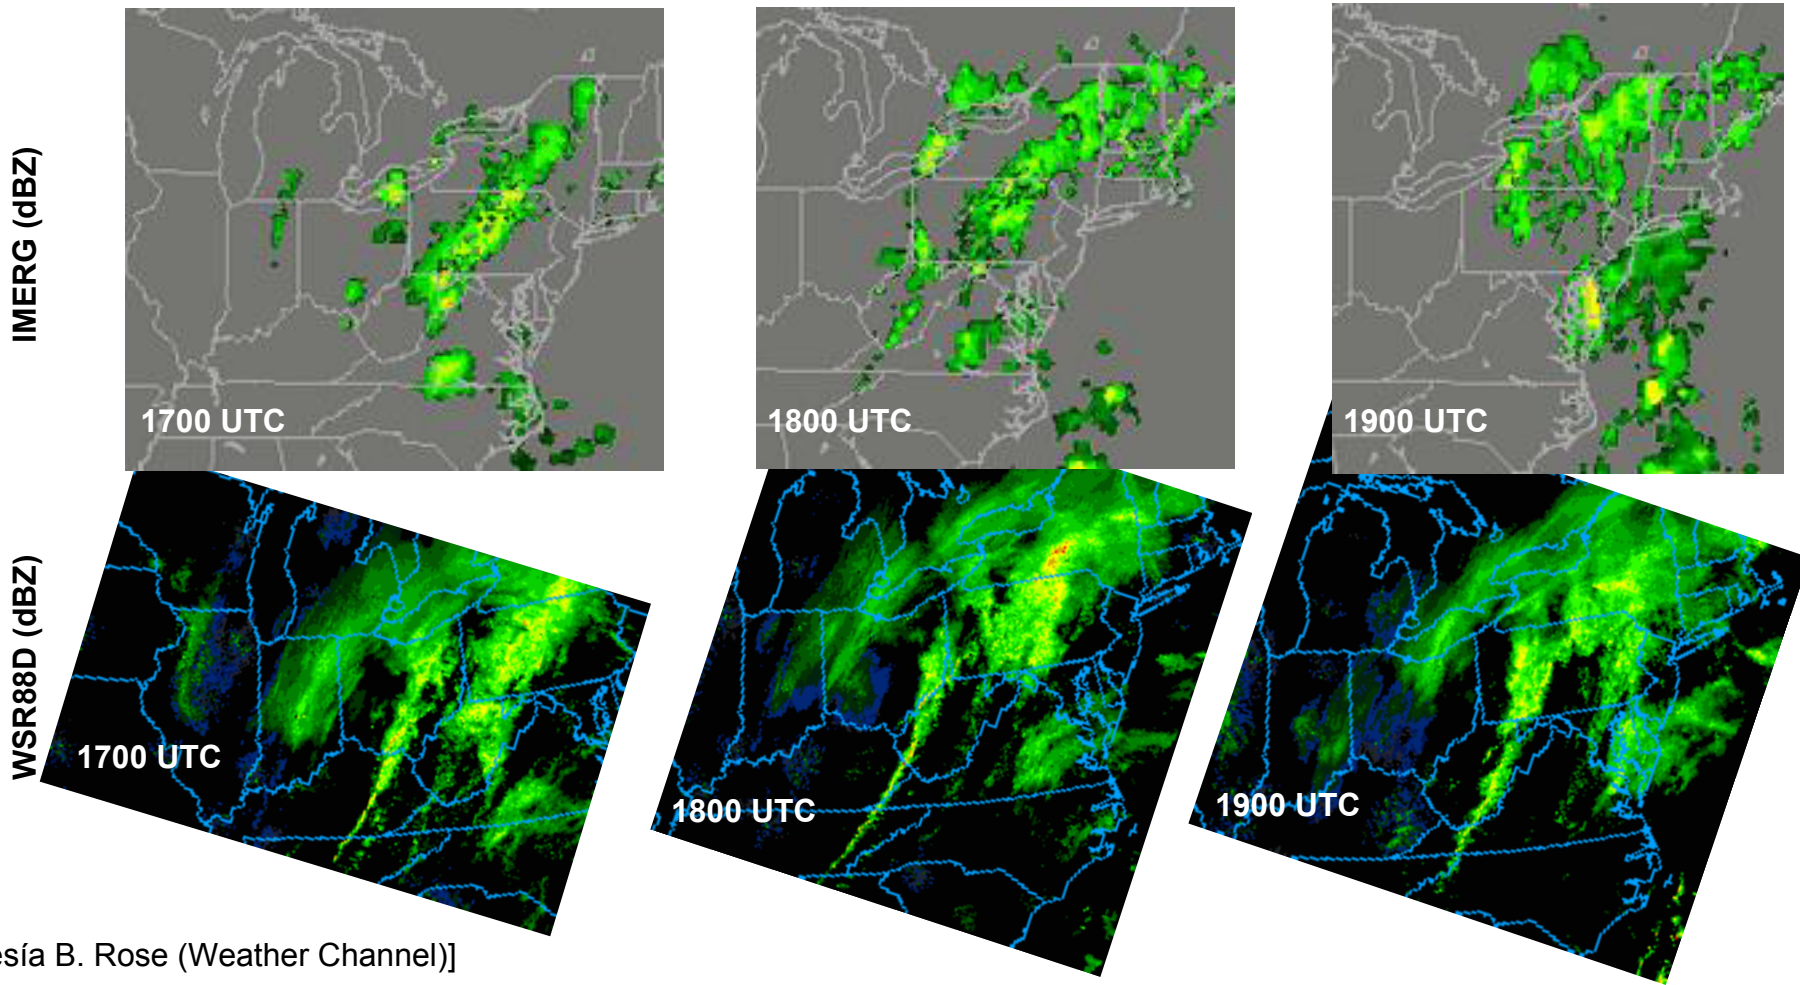 IMERG (dBZ)
1700 UTC
1800 UTC
1900 UTC
WSR88D (dBZ)
1700 UTC
1800 UTC
1900 UTC
esía B. Rose (Weather Channel)]